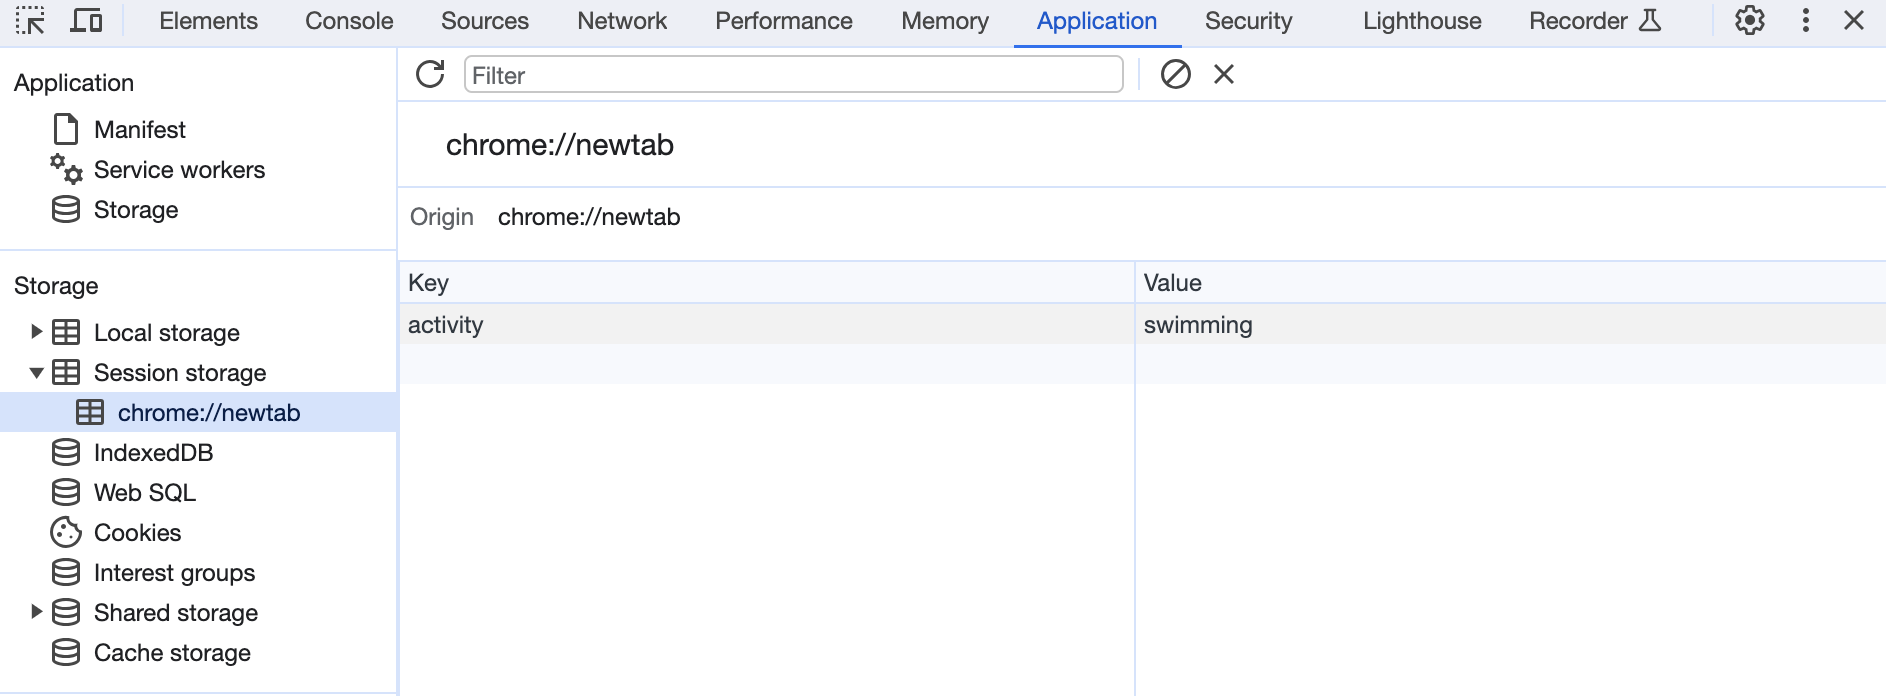 Elements Console Sources Network Performance Memory Application Security Lighthouse Recorder
Application
Manifest
Service workers
Storage
Storage
Local storage
Session storage
chrome://newtab
IndexedDB
Web SQL
Cookies
Interest groups
Shared storage
Cache storage
Filter
chrome://newtab
Origin chrome://newtab
Key Value
activity swimming